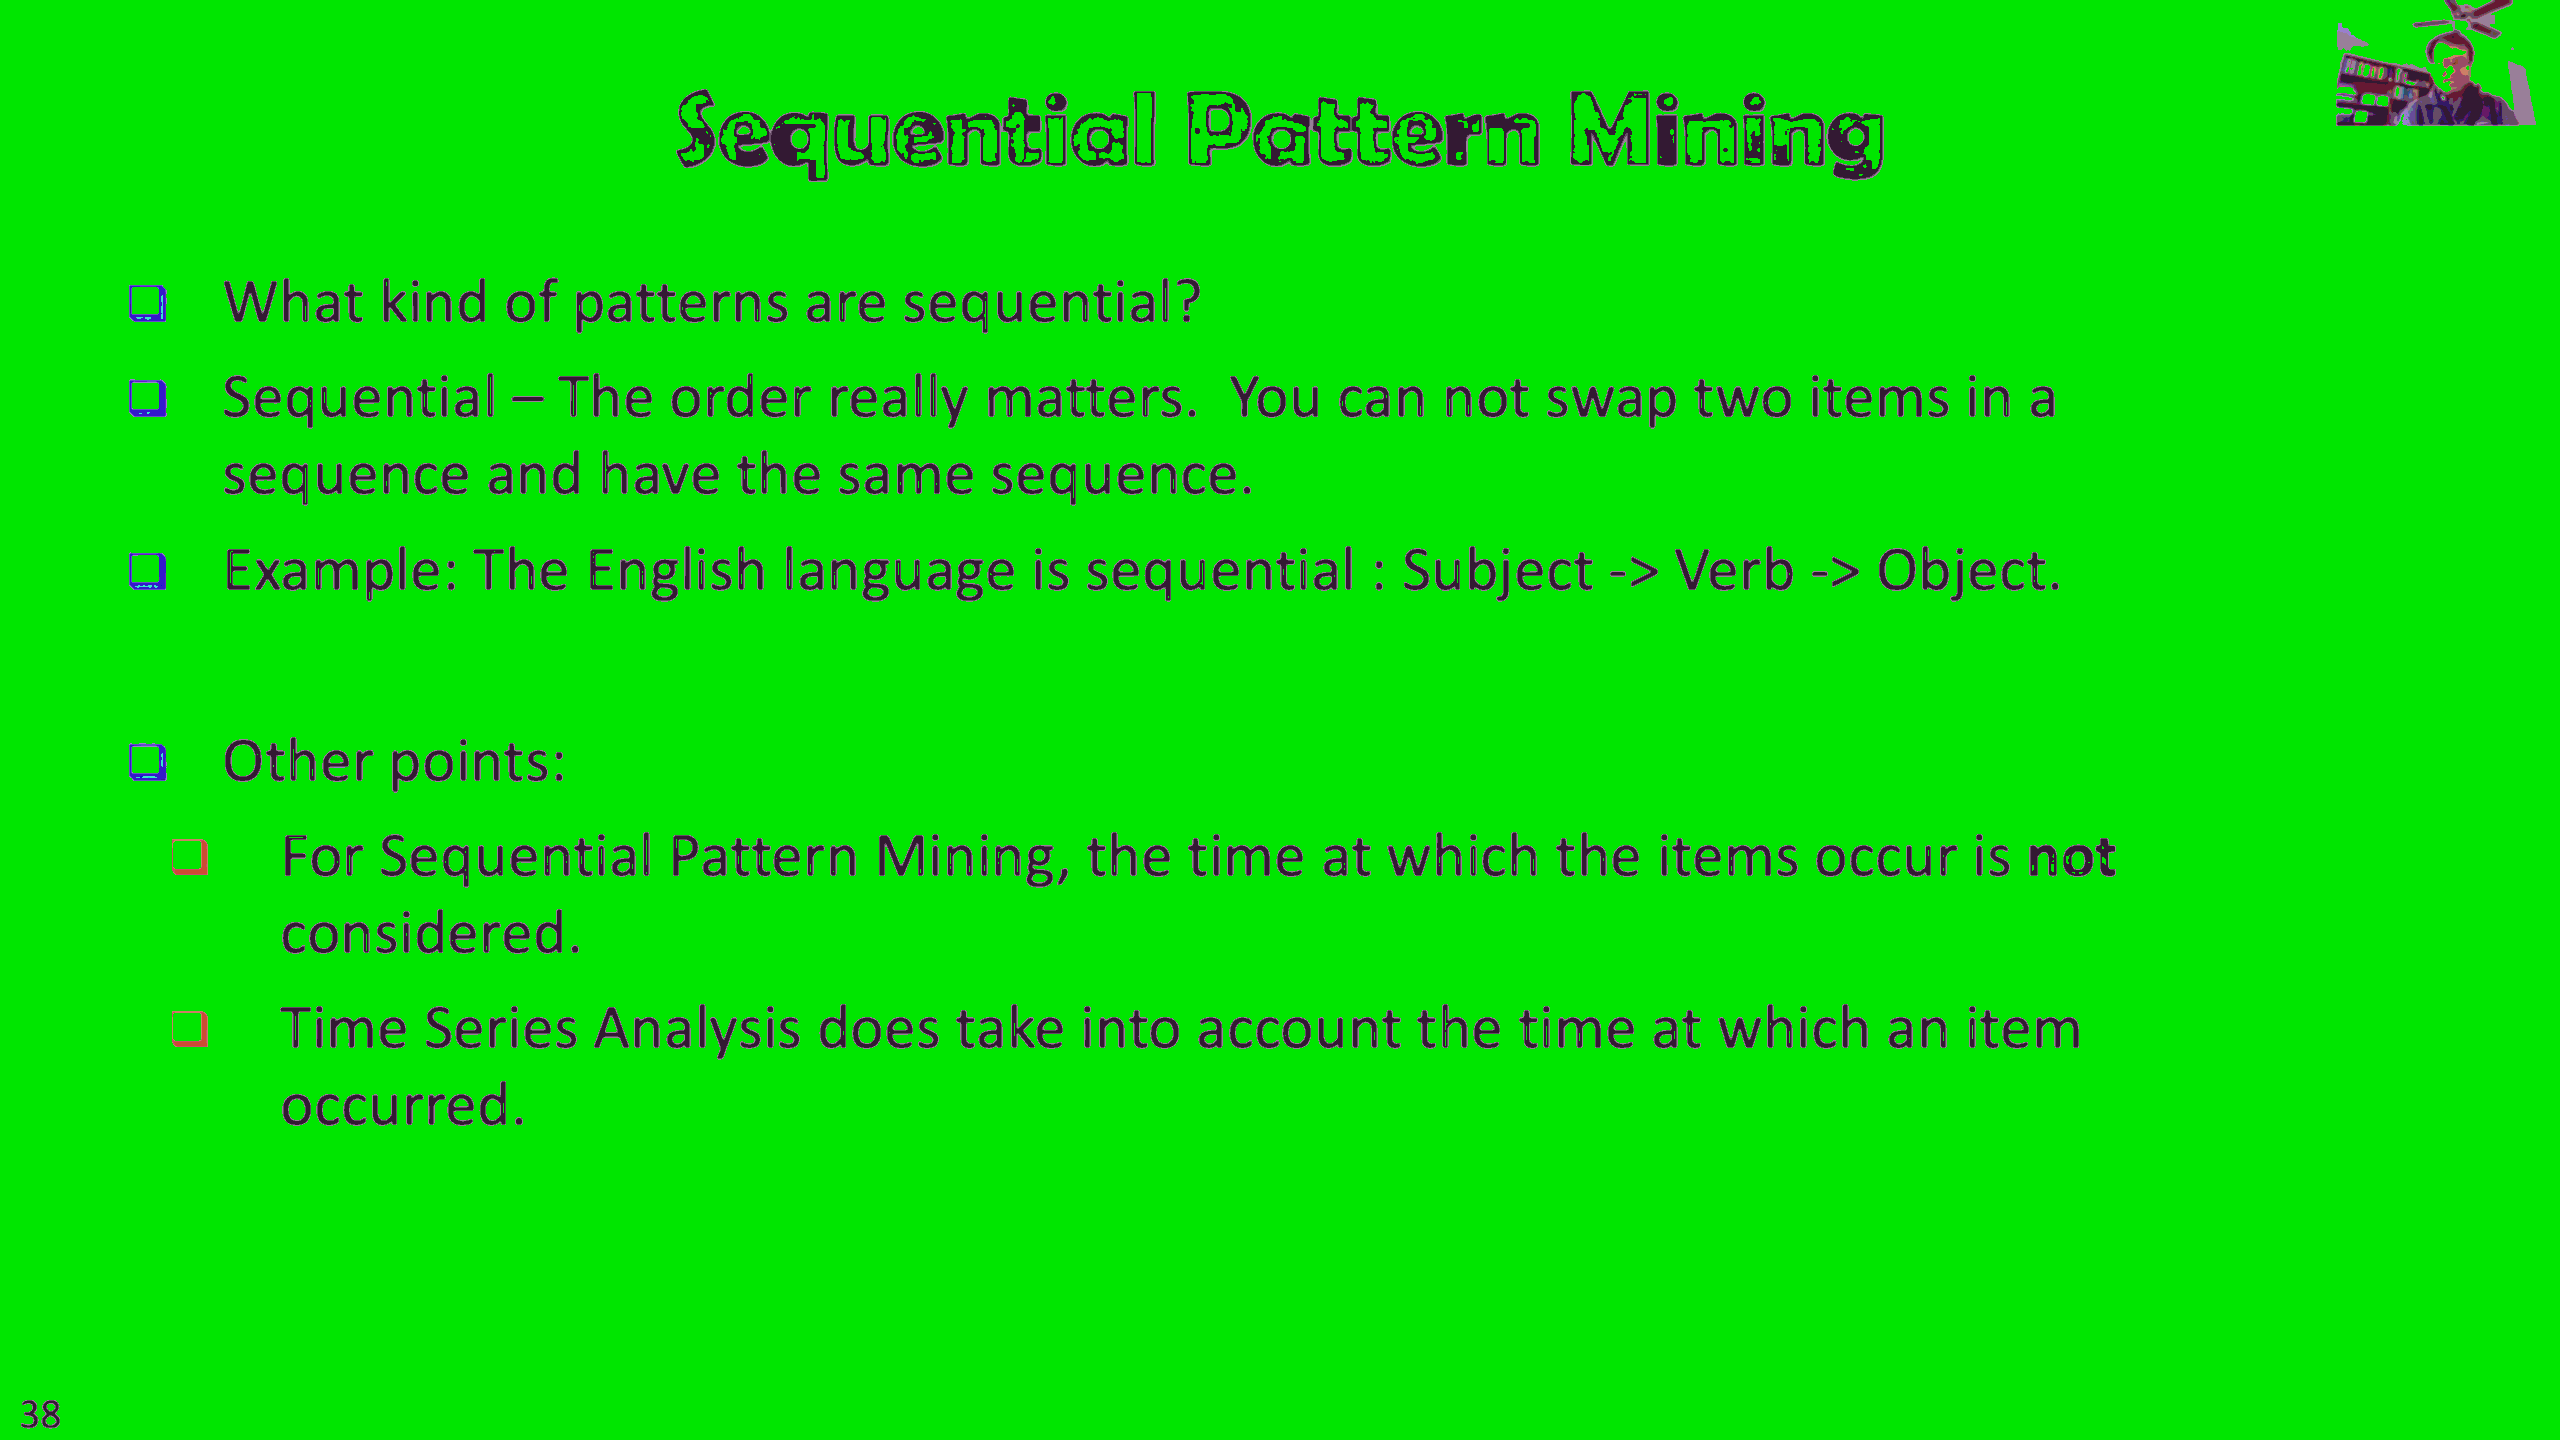 Sequential Pattern Mining
What kind of patterns are sequential?
Sequential – The order really matters.  You can not swap two items in a
sequence and have the same sequence.
Example: The English language is sequential : Subject -> Verb -> Object.
Other points:
For Sequential Pattern Mining, the time at which the items occur is not
considered.
Time Series Analysis does take into account the time at which an item
occurred.
38